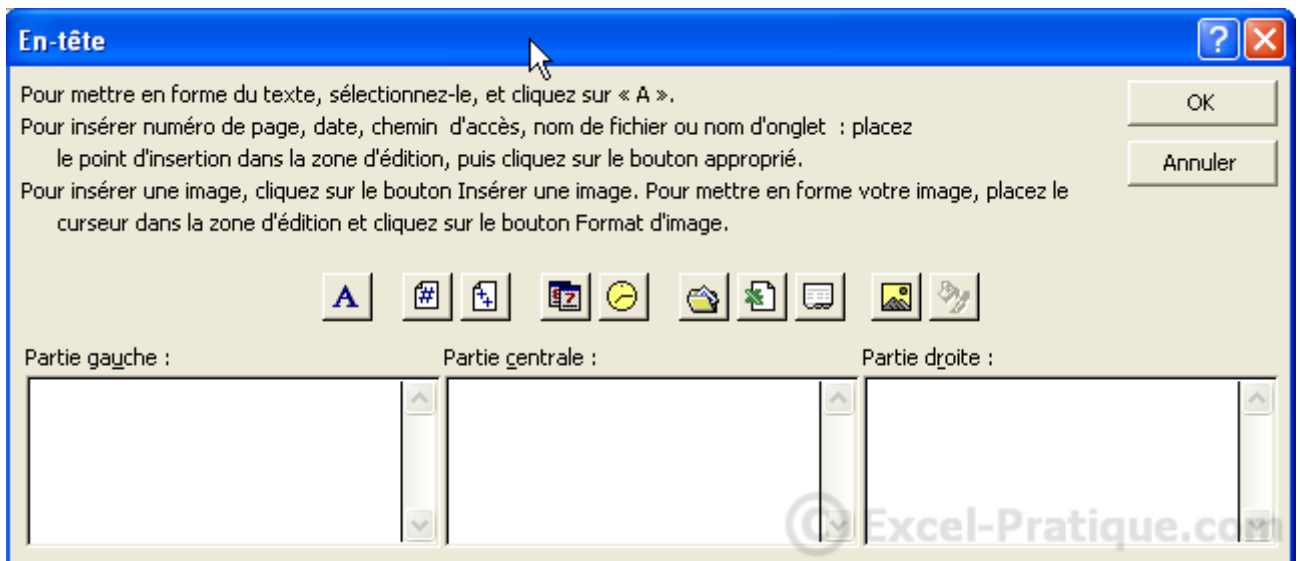 En-tête
Pour mettre en forme du texte, sélectionnez-le, et cliquez sur « A ».
Pour insérer numéro de page, date, chemin d'accès, nom de fichier ou nom d'onglet : placez
le point d'insertion dans la zone d'édition, puis cliquez sur le bouton approprié.
Pour insérer une image, cliquez sur le bouton Insérer une image. Pour mettre en forme votre image, placez le
curseur dans la zone d'édition et cliquez sur le bouton Format d'image.
OK
Annuler
A
Partie gauche :
Partie centrale :
Partie droite :
Excel-Pratique.com